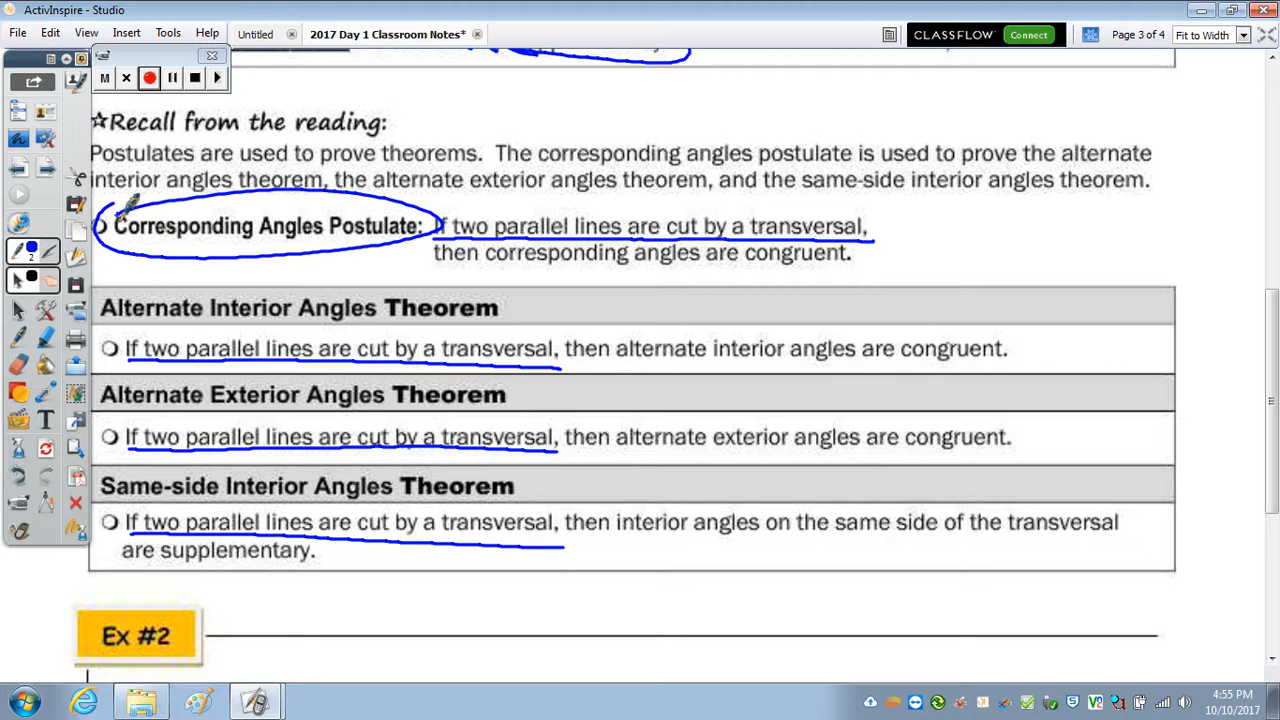 ActivInspire - Studio
File Edit View Insert Tools Help
Untitled
2017 Day 1 Classroom Notes*
CLASSFLOW
Connect
Page 3 of 4
Fit to Width
M
☆Recall from the reading:
Postulates are used to prove theorems. The corresponding angles postulate is used to prove the alternate
interior angles theorem, the alternate exterior angles theorem, and the same-side interior angles theorem.
Corresponding Angles Postulate: If two parallel lines are cut by a transversal,
then corresponding angles are congruent.
Alternate Interior Angles Theorem
If two parallel lines are cut by a transversal, then alternate interior angles are congruent.
Alternate Exterior Angles Theorem
If two parallel lines are cut by a transversal, then alternate exterior angles are congruent.
Same-side Interior Angles Theorem
If two parallel lines are cut by a transversal, then interior angles on the same side of the transversal
are supplementary.
Ex #2
2
T
4:55 PM
10/10/2017